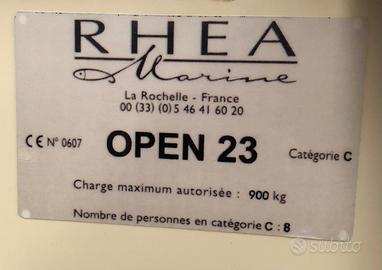 RHEA
Marine
La Rochelle - France
00 (33) (0) 5 46 41 60 20
CE N° 0607 OPEN 23 Catégorie C
Charge maximum autorisée : 900 kg
Nombre de personnes en catégorie C : 8
subito